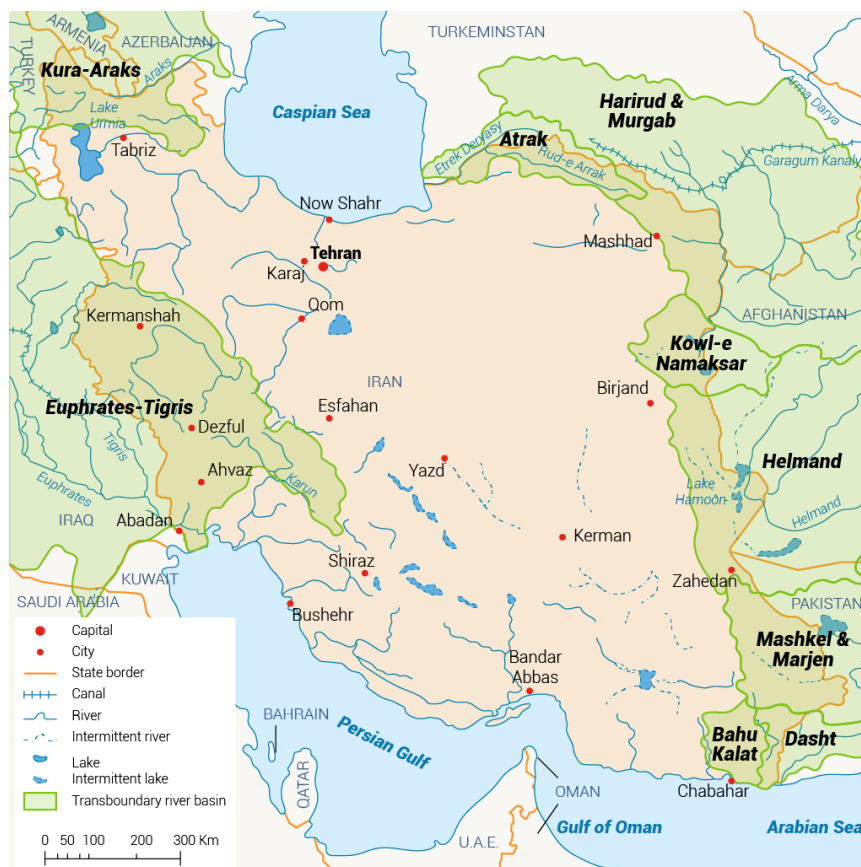 ARMENIA
AZERBAIJAN
TURKEMINSTAN
TURKEY
Kura-Araks
Araks
Caspian Sea
Harirud &
Murgab
Arma Darya
Lake
Urmia
Tabriz
Etrek Deryasy
Atrak
Rud-e Arrak
Garagum Kanaly
Now Shahr
Mashhad
Tehran
Karaj
Qom
Kermanshah
AFGHANISTAN
Kowl-e
Namaksar
IRAN
Birjand
Esfahan
Euphrates-Tigris
Dezful
Tigris
Yazd
Helmand
Ahvaz
Karun
Euphrates
Lake
Hamoon
Helmand
IRAQ
Abadan
Kerman
Shiraz
KUWAIT
Zahedan
SAUDI ARABIA
Bushehr
PAKISTAN
Mashkel &
Marjen
Bandar
Abbas
Capital
City
State border
Canal
River
Intermittent river
Lake
Intermittent lake
Transboundary river basin
0 50 100 200 300 Km
BAHRAIN
Persian Gulf
QATAR
Bahu
Kalat
Dasht
Chabahar
OMAN
U.A.E.
Gulf of Oman
Arabian Sea